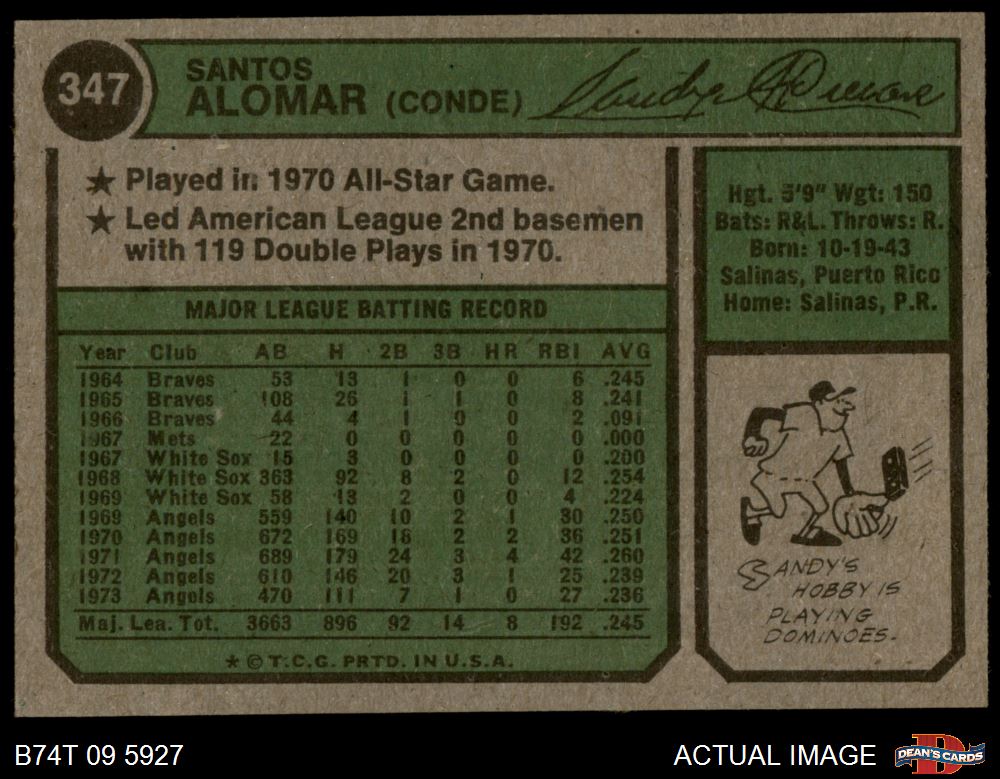 347
SANTOS
ALOMAR (CONDE)
Sandy Alomar
★ Played in 1970 All-Star Game.
★ Led American League 2nd basemen
with 119 Double Plays in 1970.
MAJOR LEAGUE BATTING RECORD
Year Club AB H 2B 3B HR RBI AVG
1964 Braves 53 13 1 0 0 6 .245
1965 Braves 108 26 1 1 0 8 .241
1966 Braves 44 4 1 0 0 2 .091
1967 Mets 22 0 0 0 0 0 .000
1967 White Sox 15 3 0 0 0 0 .200
1968 White Sox 363 92 8 2 0 12 .254
1969 White Sox 58 13 2 0 0 4 .224
1969 Angels 559 140 10 2 1 30 .250
1970 Angels 672 169 18 2 2 36 .251
1971 Angels 689 179 24 3 4 42 .260
1972 Angels 610 146 20 3 1 25 .239
1973 Angels 470 111 7 1 0 27 .236
Maj. Lea. Tot. 3663 896 92 14 8 192 .245
★ © T.C.G. PRTD. IN U.S.A.
Hgt. 5'9" Wgt: 150
Bats: R&L. Throws: R.
Born: 10-19-43
Salinas, Puerto Rico
Home: Salinas, P.R.
SANDY'S
HOBBY IS
PLAYING
DOMINOES.
B74T 09 5927
ACTUAL IMAGE
DEAN'S CARDS